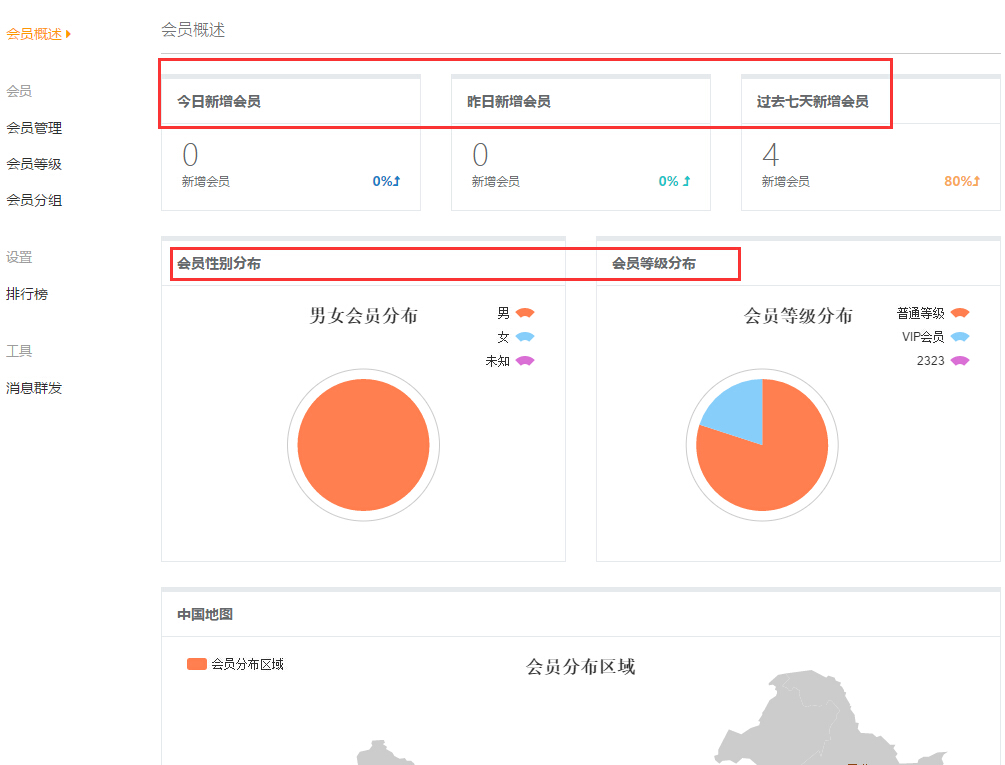 会员概述
会员
会员管理
会员等级
会员分组
设置
排行榜
工具
消息群发
会员概述
今日新增会员
0
新增会员
0%
昨日新增会员
0
新增会员
0%
过去七天新增会员
4
新增会员
80%
会员性别分布
男女会员分布
男
女
未知
会员等级分布
会员等级分布
普通等级
VIP会员
2323
中国地图
会员分布区域
会员分布区域